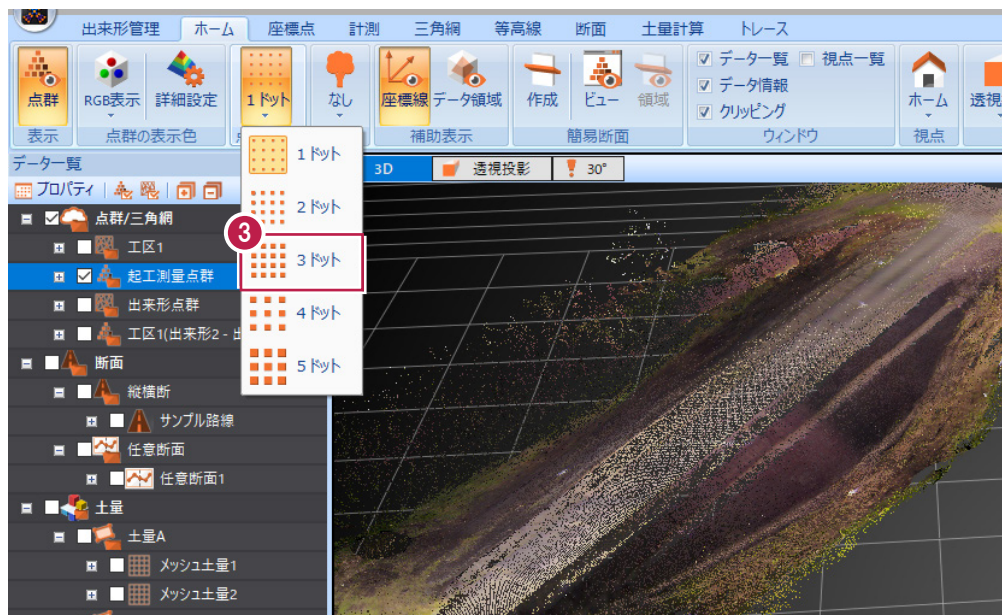 出来形管理 ホーム 座標点 計測 三角網 等高線 断面 土量計算 トレース
点群 RGB表示 詳細設定 1 ドット なし 座標線 データ領域 作成 ビュー 領域 データ一覧 視点一覧 ホーム
データ情報
クリッピング
表示 点群の表示色 補助表示 簡易断面 ウィンドウ 視点
データ一覧
プロパティ
3D 透視投影 30°
1 ドット
2 ドット
3
3 ドット
4 ドット
5 ドット
点群/三角網
工区1
起工測量点群
出来形点群
工区1(出来形2 -
断面
縦横断
サンプル路線
任意断面
任意断面1
土量
土量A
メッシュ土量1
メッシュ土量2